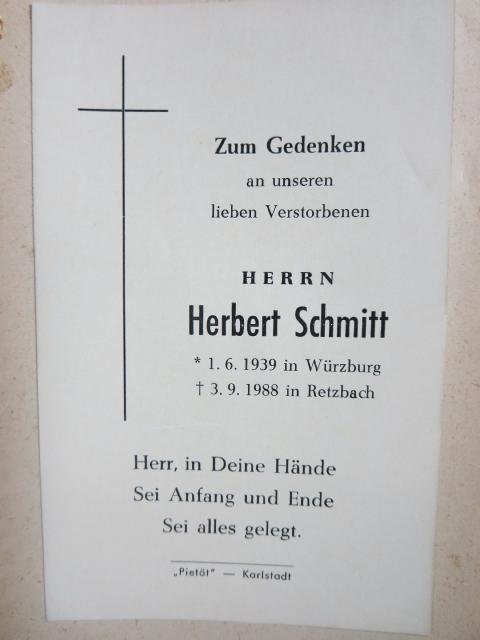 Zum Gedenken
an unseren
lieben Verstorbenen
HERRN
Herbert Schmitt
* 1. 6. 1939 in Würzburg
† 3. 9. 1988 in Retzbach
Herr, in Deine Hände
Sei Anfang und Ende
Sei alles gelegt.
„Pietät" — Karlstadt